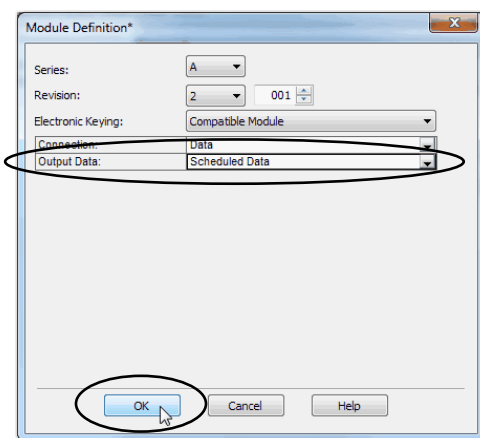 Module Definition*
Series: A
Revision: 2 001
Electronic Keying: Compatible Module
Connection: Data
Output Data: Scheduled Data
OK Cancel Help